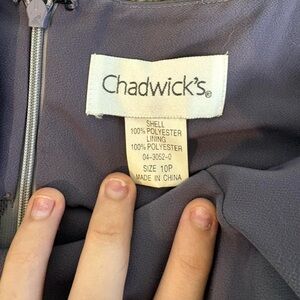 Chadwick's®
SHELL
100% POLYESTER
LINING
100% POLYESTER
04-3052-0
SIZE 10P
MADE IN CHINA